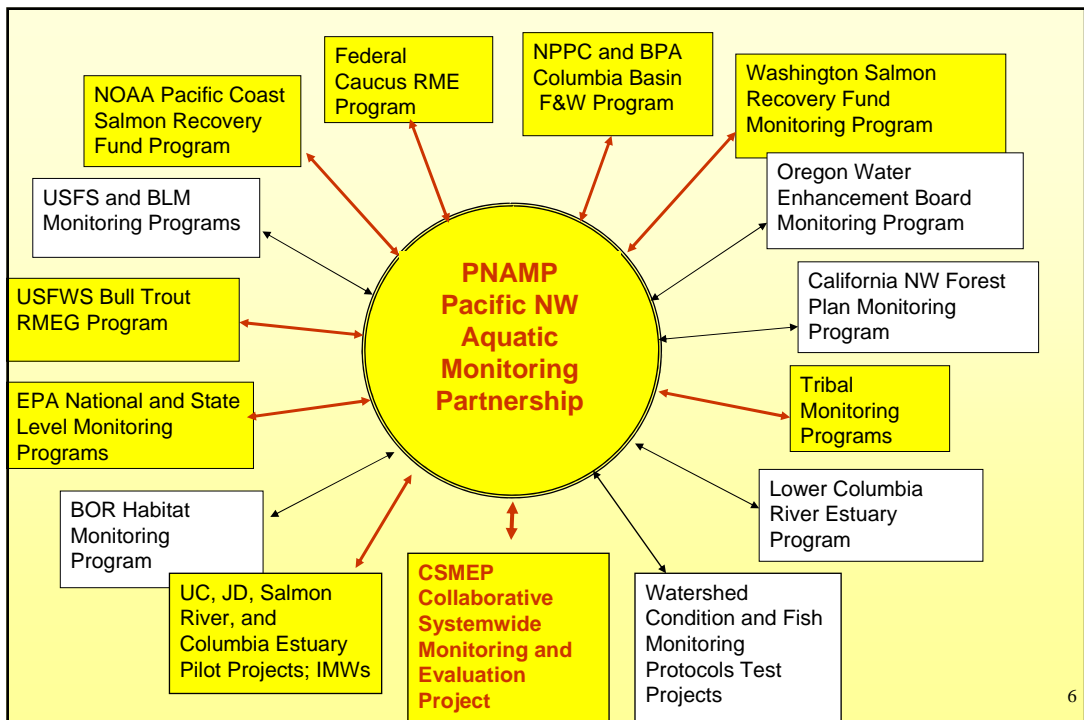 Federal
Caucus RME
Program
NPPC and BPA
Columbia Basin
F&W Program
Washington Salmon
Recovery Fund
Monitoring Program
NOAA Pacific Coast
Salmon Recovery
Fund Program
Oregon Water
Enhancement Board
Monitoring Program
USFS and BLM
Monitoring Programs
California NW Forest
Plan Monitoring
Program
USFWS Bull Trout
RMEG Program
PNAMP
Pacific NW
Aquatic
Monitoring
Partnership
Tribal
Monitoring
Programs
EPA National and State
Level Monitoring
Programs
Lower Columbia
River Estuary
Program
BOR Habitat
Monitoring
Program
UC, JD, Salmon
River, and
Columbia Estuary
Pilot Projects; IMWs
CSMEP
Collaborative
Systemwide
Monitoring and
Evaluation
Project
Watershed
Condition and Fish
Monitoring
Protocols Test
Projects
6